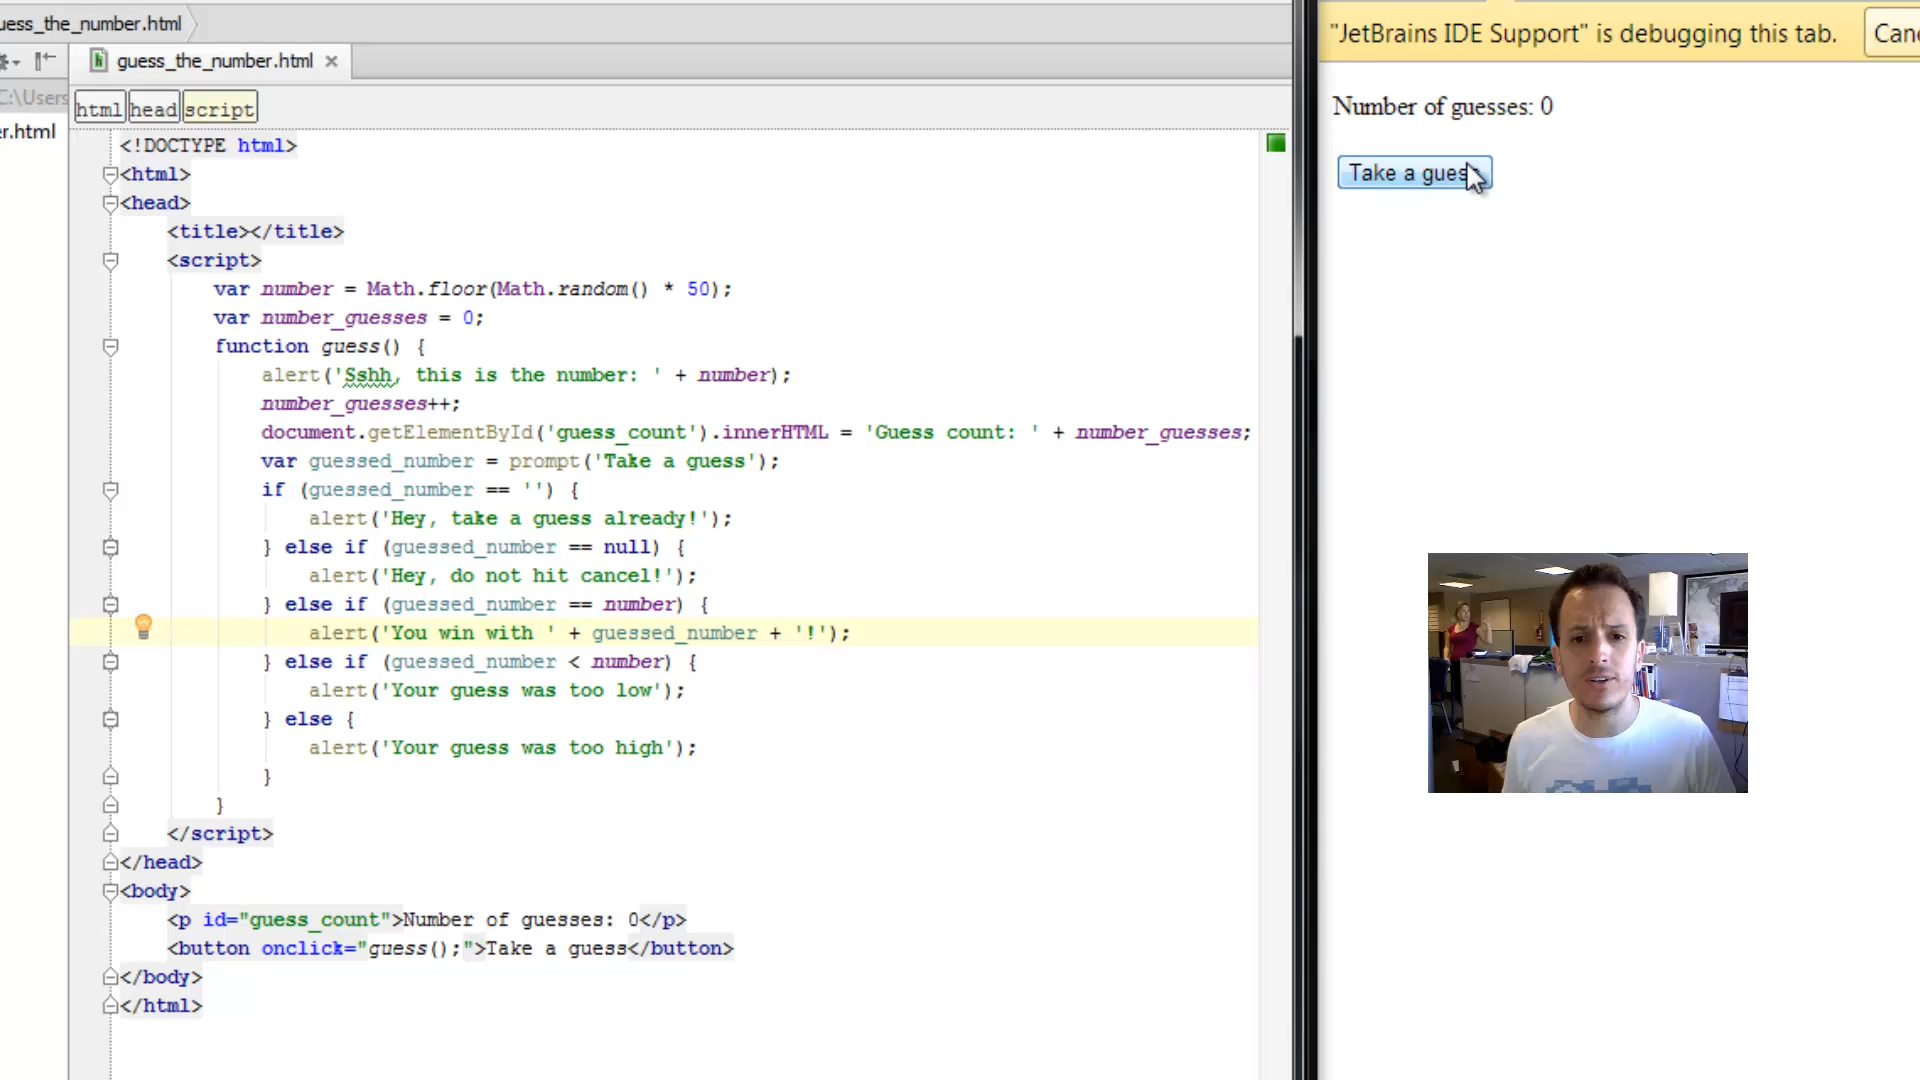 uess_the_number.html
guess_the_number.html
C:\Users
er.html
html head script
<!DOCTYPE html>
<html>
<head>
<title></title>
<script>
var number = Math.floor(Math.random() * 50);
var number_guesses = 0;
function guess() {
alert('Sshh, this is the number: ' + number);
number_guesses++;
document.getElementById('guess_count').innerHTML = 'Guess count: ' + number_guesses;
var guessed_number = prompt('Take a guess');
if (guessed_number == '') {
alert('Hey, take a guess already!');
} else if (guessed_number == null) {
alert('Hey, do not hit cancel!');
} else if (guessed_number == number) {
alert('You win with ' + guessed_number + '!');
} else if (guessed_number < number) {
alert('Your guess was too low');
} else {
alert('Your guess was too high');
}
}
</script>
</head>
<body>
<p id="guess_count">Number of guesses: 0</p>
<button onclick="guess();">Take a guess</button>
</body>
</html>
"JetBrains IDE Support" is debugging this tab.
Canc
Number of guesses: 0
Take a guess